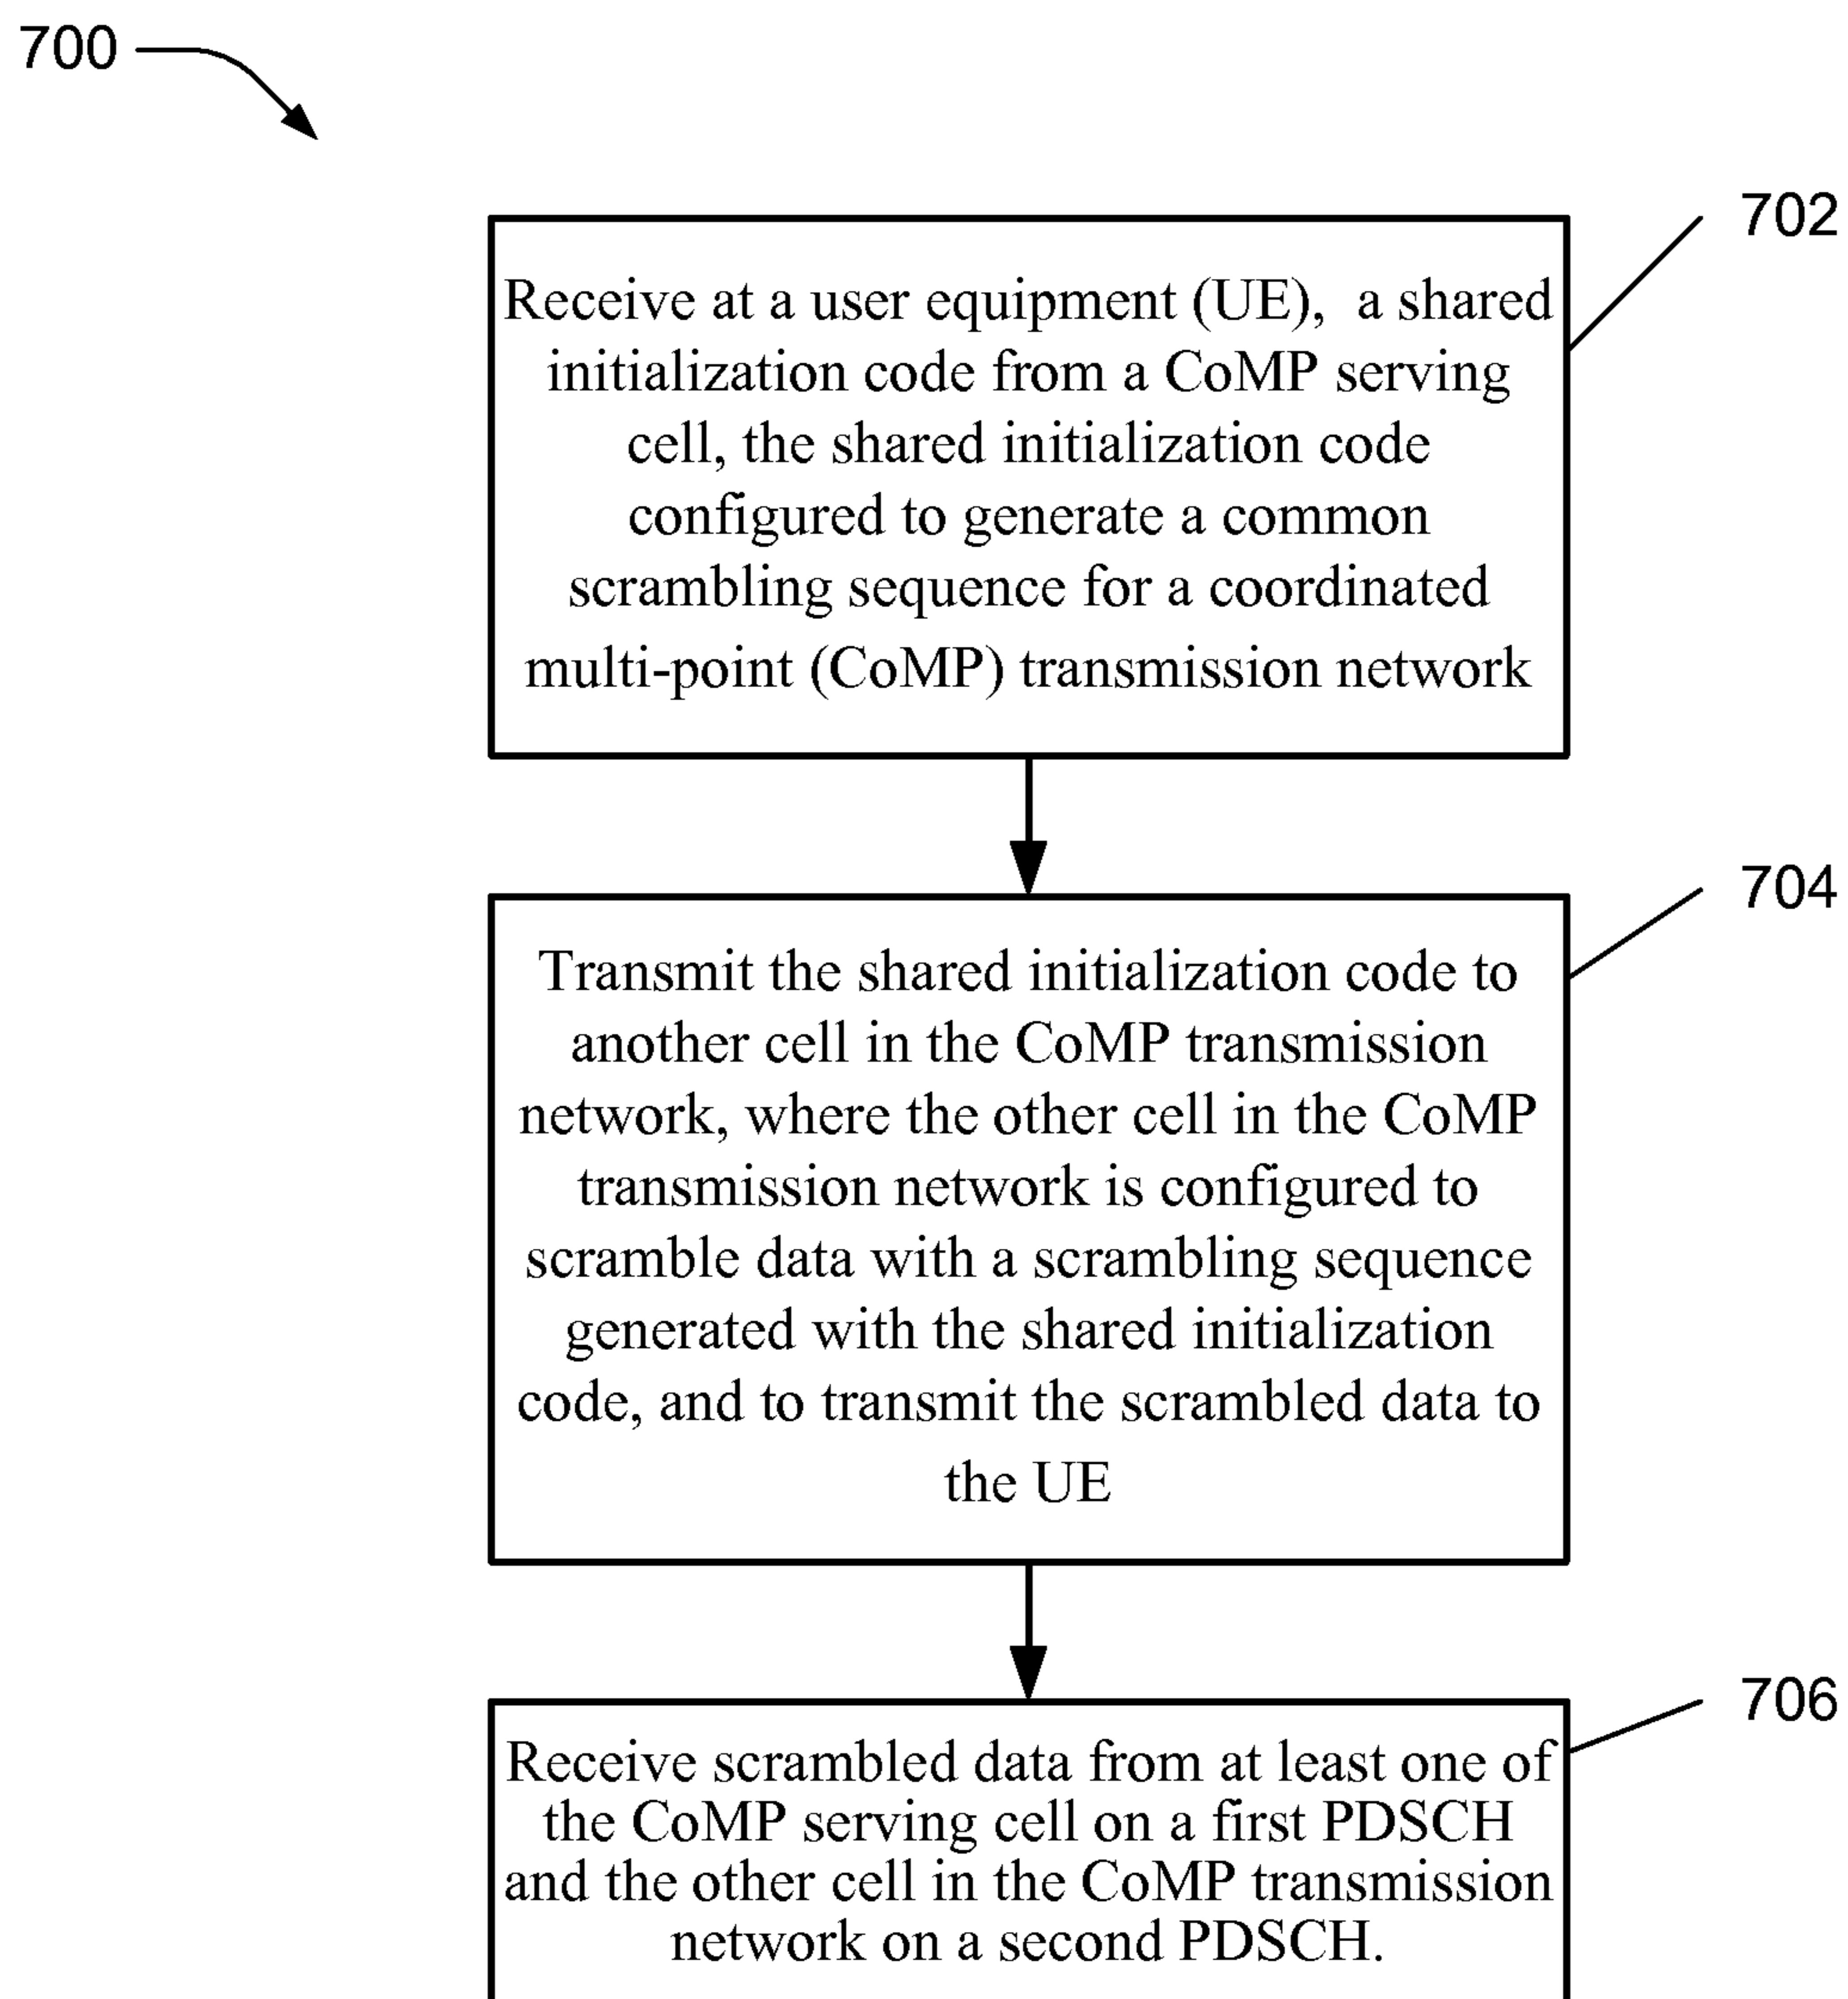 700
702
Receive at a user equipment (UE), a shared
initialization code from a CoMP serving
cell, the shared initialization code
configured to generate a common
scrambling sequence for a coordinated
multi-point (CoMP) transmission network
704
Transmit the shared initialization code to
another cell in the CoMP transmission
network, where the other cell in the CoMP
transmission network is configured to
scramble data with a scrambling sequence
generated with the shared initialization
code, and to transmit the scrambled data to
the UE
706
Receive scrambled data from at least one of
the CoMP serving cell on a first PDSCH
and the other cell in the CoMP transmission
network on a second PDSCH.